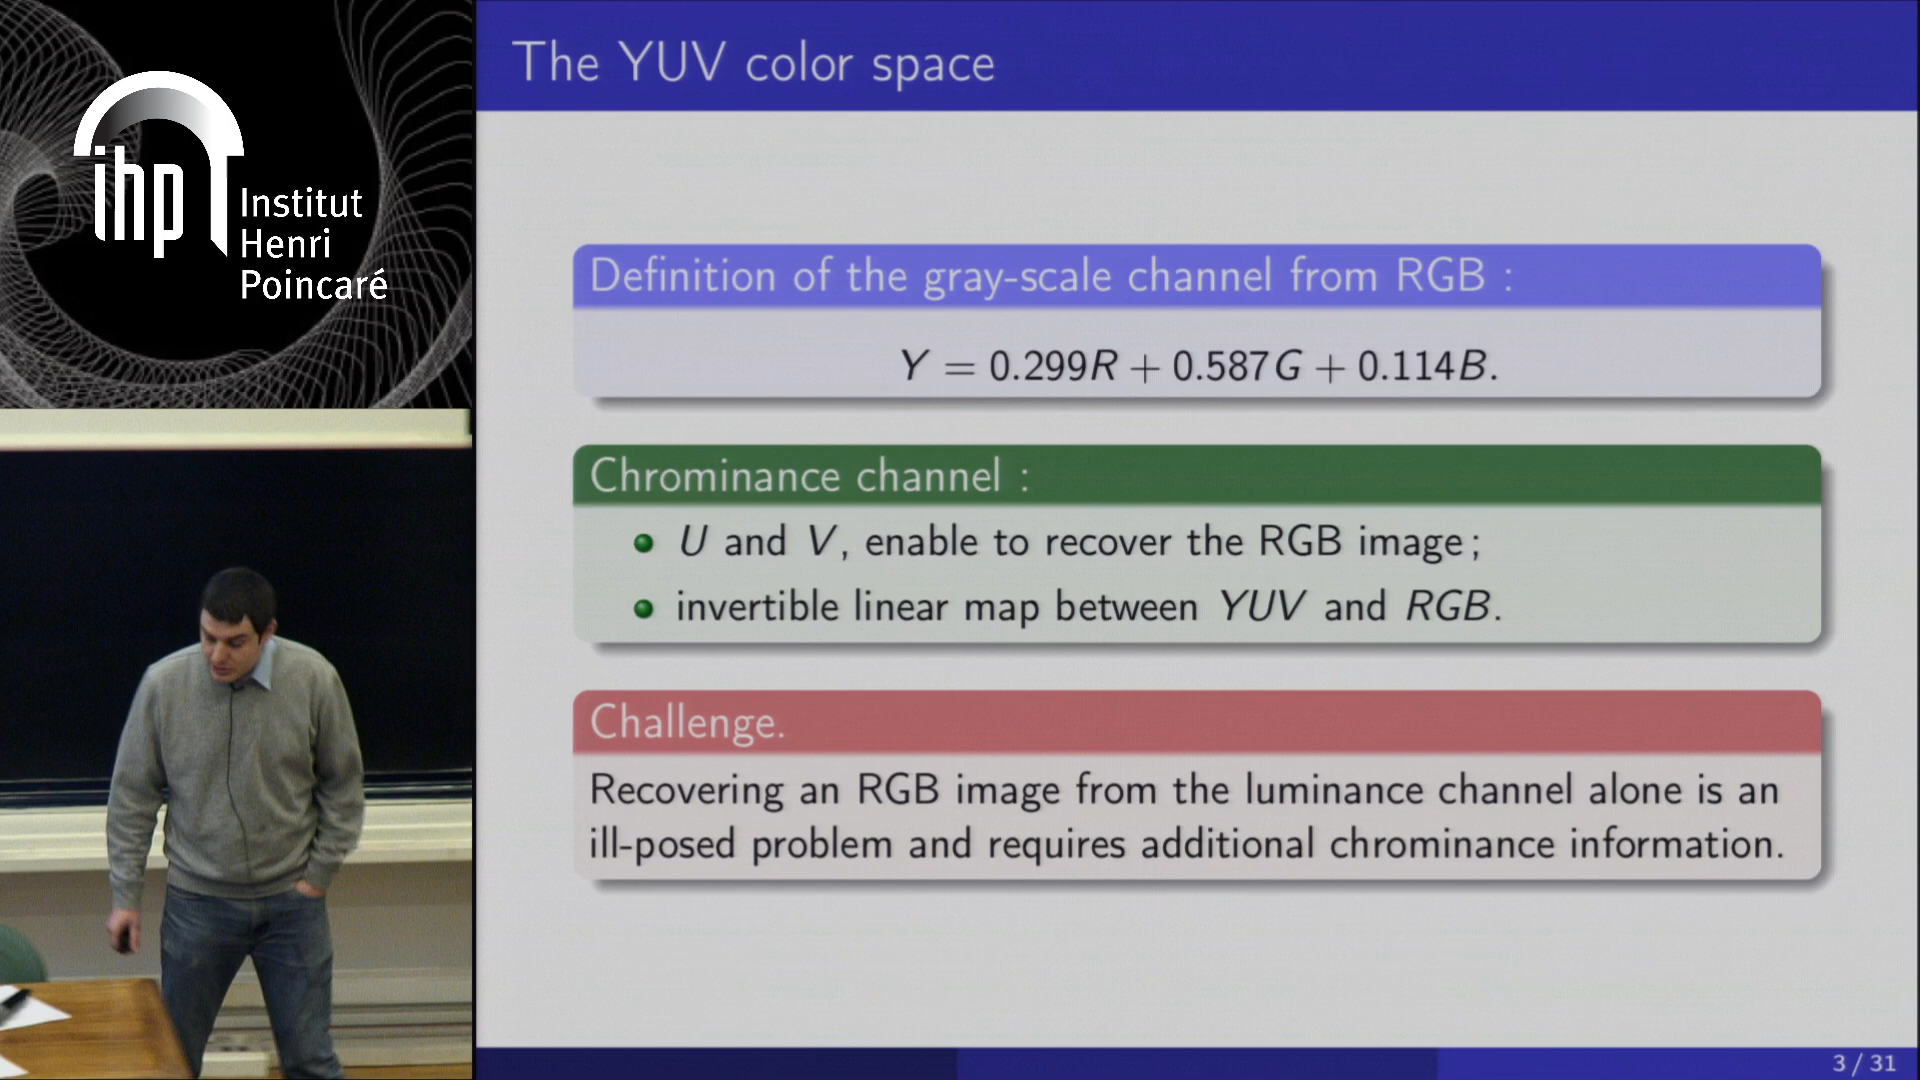 ihp
Institut
Henri
Poincaré
The YUV color space
Definition of the gray-scale channel from RGB :
Y = 0.299R + 0.587G + 0.114B.
Chrominance channel :
U and V, enable to recover the RGB image ;
invertible linear map between YUV and RGB.
Challenge.
Recovering an RGB image from the luminance channel alone is an
ill-posed problem and requires additional chrominance information.
3 / 31